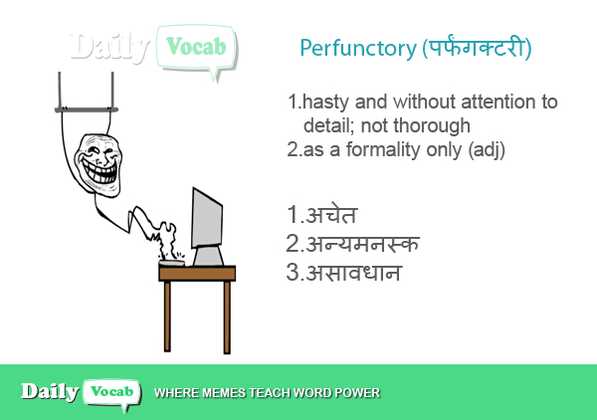 Daily Vocab
Perfunctory (पर्फंगक्टरी)
1.hasty and without attention to
detail; not thorough
2.as a formality only (adj)
1.अचेत
2.अन्यमनस्क
3.असावधान
Daily Vocab WHERE MEMES TEACH WORD POWER